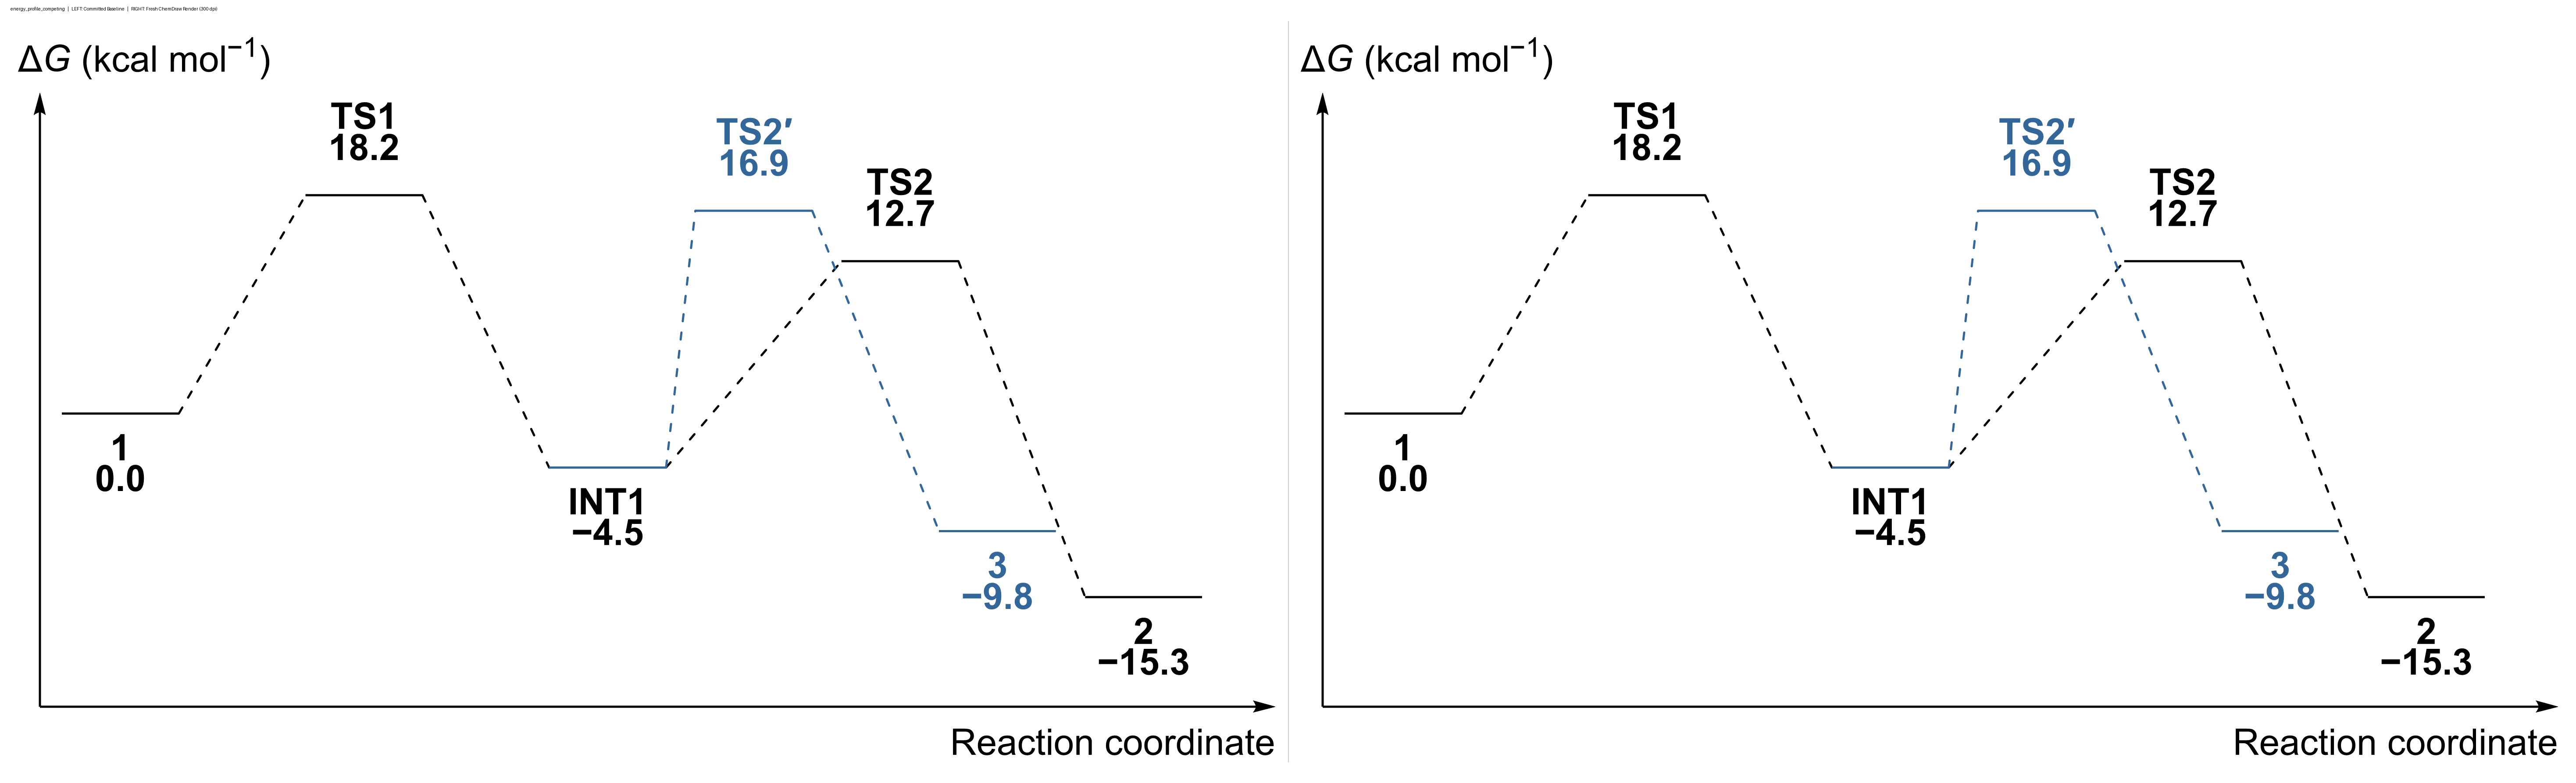 energy_profile_competing | LEFT: Committed Baseline | RIGHT: Fresh ChemDraw Render (300 dpi)
ΔG (kcal mol⁻¹)
TS1
18.2
TS2′
16.9
TS2
12.7
1
0.0
INT1
−4.5
3
−9.8
2
−15.3
Reaction coordinate
ΔG (kcal mol⁻¹)
TS1
18.2
TS2′
16.9
TS2
12.7
1
0.0
INT1
−4.5
3
−9.8
2
−15.3
Reaction coordinate